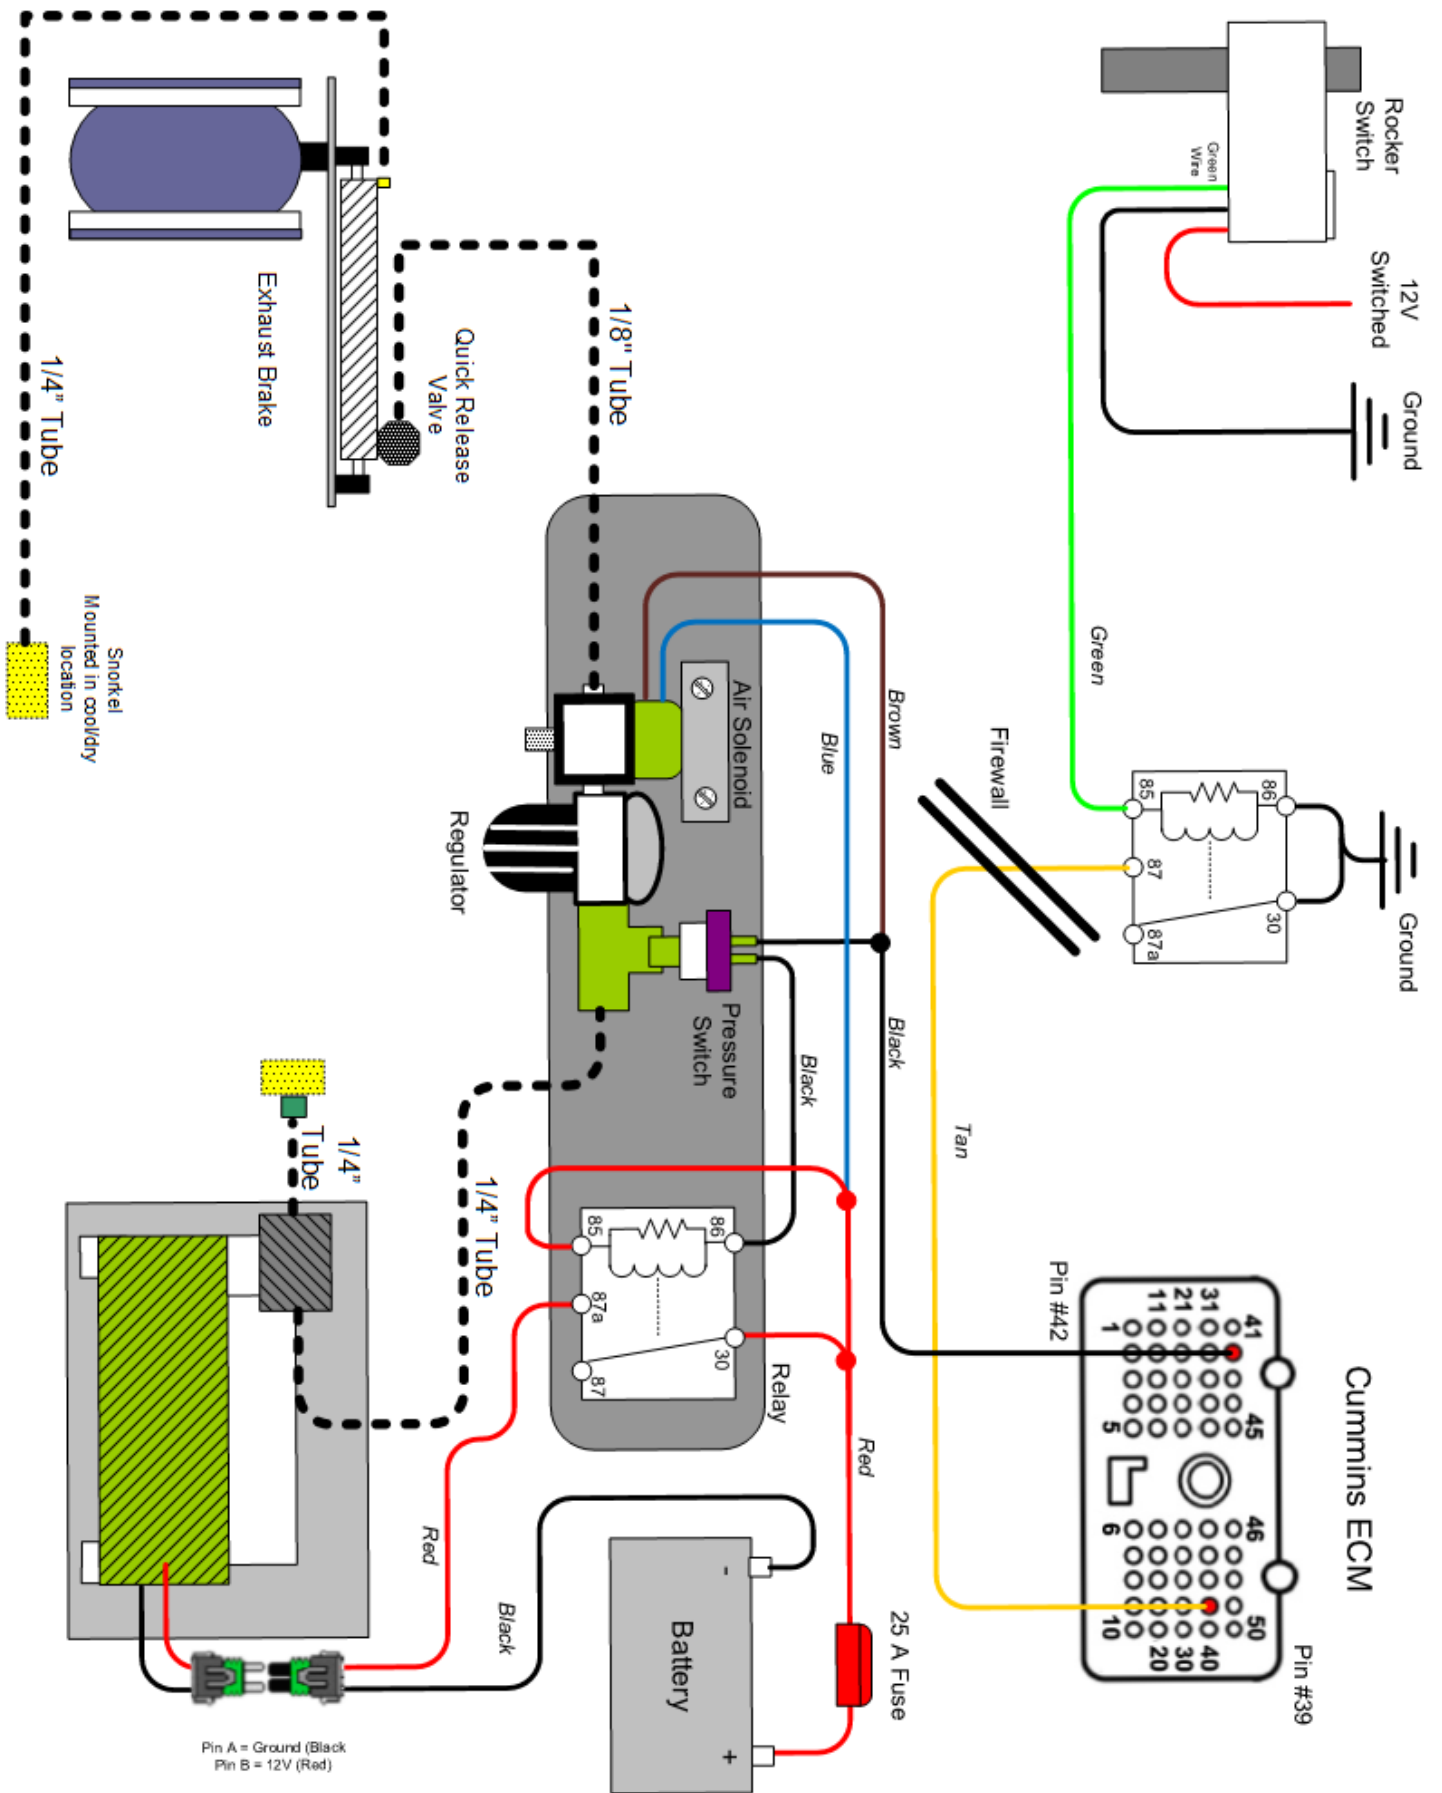 Rocker
Switch
Green
Wire
12V
Switched
Ground
Green
85
86
87
30
87a
Ground
Firewall
Exhaust Brake
Quick Release
Valve
1/8" Tube
1/4” Tube
Snorkel
Mounted in cool/dry
location
Air Solenoid
Brown
Blue
Regulator
Pressure
Switch
Black
Black
Tan
1/4”
Tube
1/4” Tube
85
86
87a
30
87
Relay
Red
Red
Black
Battery
-
+
25 A Fuse
Cummins ECM
Pin #42
Pin #39
41
31
21
11
1
45
5
46
6
50
40
30
20
10
Pin A = Ground (Black
Pin B = 12V (Red)